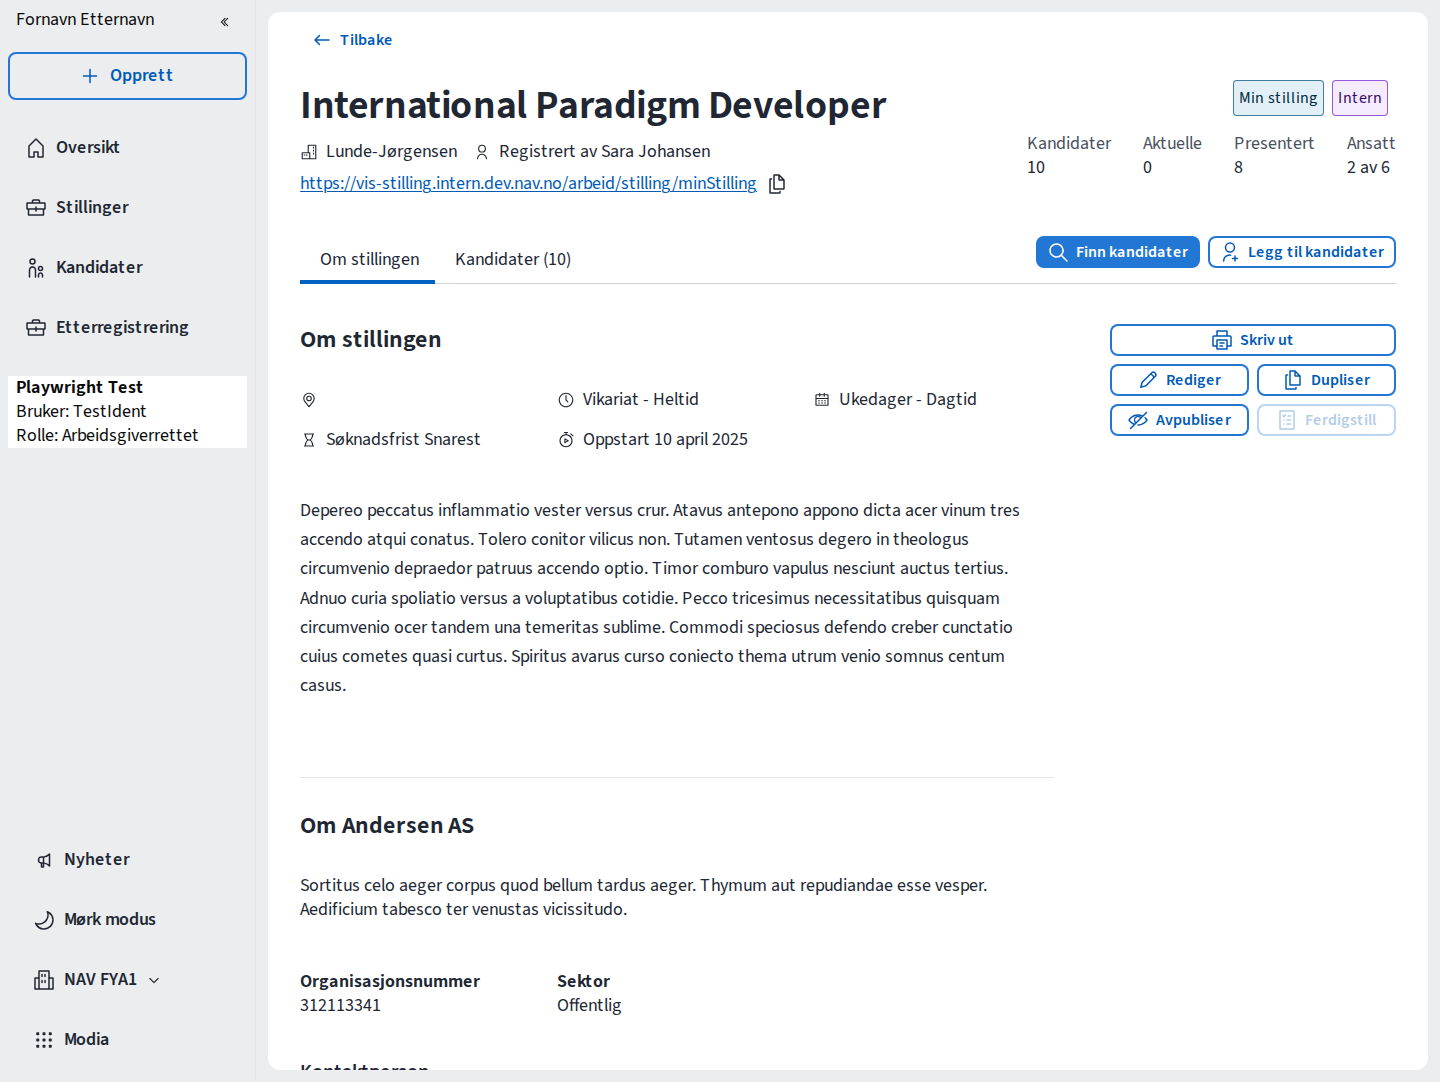 Fornavn Etternavn
Opprett
Oversikt
Stillinger
Kandidater
Etterregistrering
Playwright Test
Bruker: TestIdent
Rolle: Arbeidsgiverrettet
Nyheter
Mørk modus
NAV FYA1
Modia
Tilbake
International Paradigm Developer
Min stilling Intern
Lunde-Jørgensen Registrert av Sara Johansen
https://vis-stilling.intern.dev.nav.no/arbeid/stilling/minStilling
Kandidater Aktuelle Presentert Ansatt
10 0 8 2 av 6
Om stillingen Kandidater (10)
Finn kandidater Legg til kandidater
Om stillingen
Vikariat - Heltid Ukedager - Dagtid
Søknadsfrist Snarest Oppstart 10 april 2025
Skriv ut
Rediger Dupliser
Avpubliser Ferdigstill
Depereo peccatus inflammatio vester versus crur. Atavus antepono appono dicta acer vinum tres
accendo atqui conatus. Tolero conitor vilicus non. Tutamen ventosus degero in theologus
circumvenio depraedor patruus accendo optio. Timor comburo vapulus nesciunt auctus tertius.
Adnuo curia spoliatio versus a voluptatibus cotidie. Pecco tricesimus necessitatibus quisquam
circumvenio ocer tandem una temeritas sublime. Commodi speciosus defendo creber cunctatio
cuius cometes quasi curtus. Spiritus avarus curso coniecto thema utrum venio somnus centum
casus.
Om Andersen AS
Sortitus celo aeger corpus quod bellum tardus aeger. Thymum aut repudiandae esse vesper.
Aedificium tabesco ter venustas vicissitudo.
Organisasjonsnummer Sektor
312113341 Offentlig
Kontaktperson